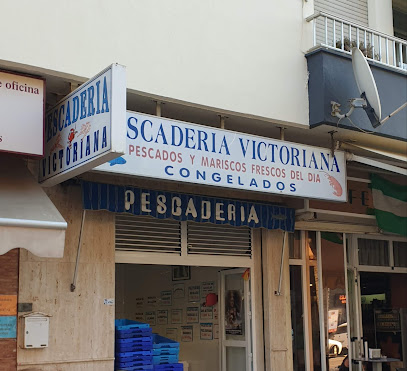 e oficina
PESCADERIA
VICTORIANA
SCADERIA VICTORIANA
PESCADOS Y MARISCOS FRESCOS DEL DIA
CONGELADOS
PESCADERIA